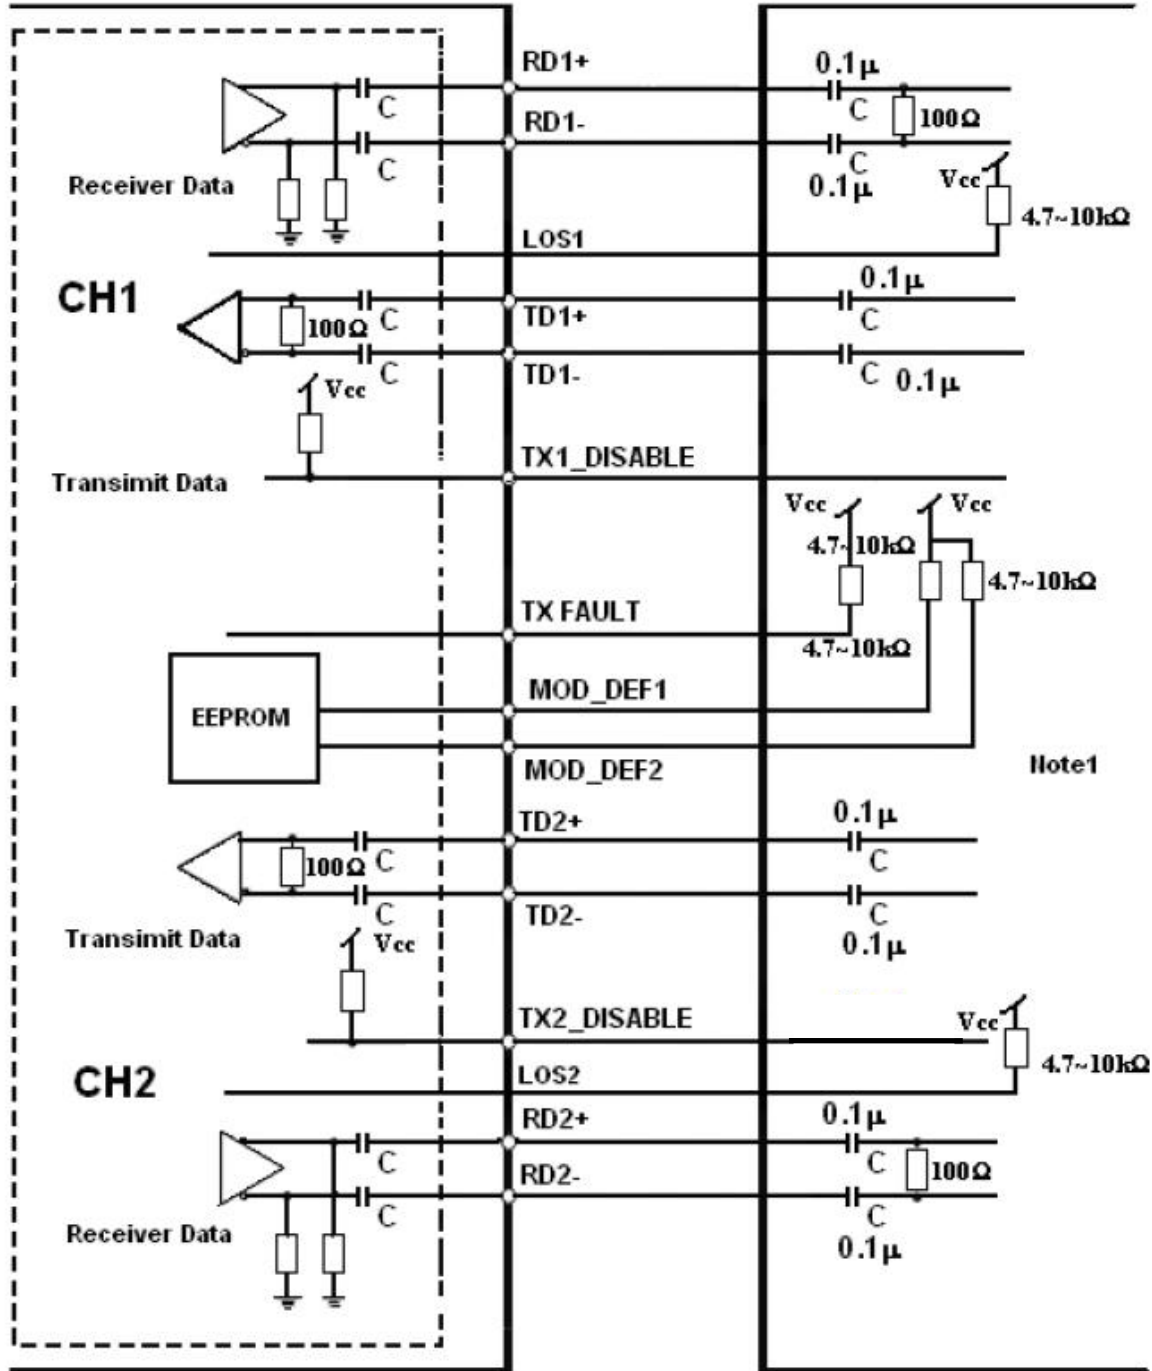 RD1+
0.1μ
C
C
100Ω
RD1-
C
C
Receiver Data
0.1μ
Vcc
4.7~10kΩ
LOS1
CH1
0.1μ
TD1+
100Ω
C
C
TD1-
C
C
0.1μ
Vcc
TX1_DISABLE
Transimit Data
Vcc
Vcc
4.7~10kΩ
4.7~10kΩ
TX FAULT
4.7~10kΩ
MOD_DEF1
EEPROM
MOD_DEF2
Note1
TD2+
0.1μ
100Ω
C
C
TD2-
C
C
Transimit Data
Vcc
0.1μ
TX2_DISABLE
Vcc
4.7~10kΩ
CH2
LOS2
RD2+
0.1μ
C
C
100Ω
RD2-
C
C
Receiver Data
0.1μ